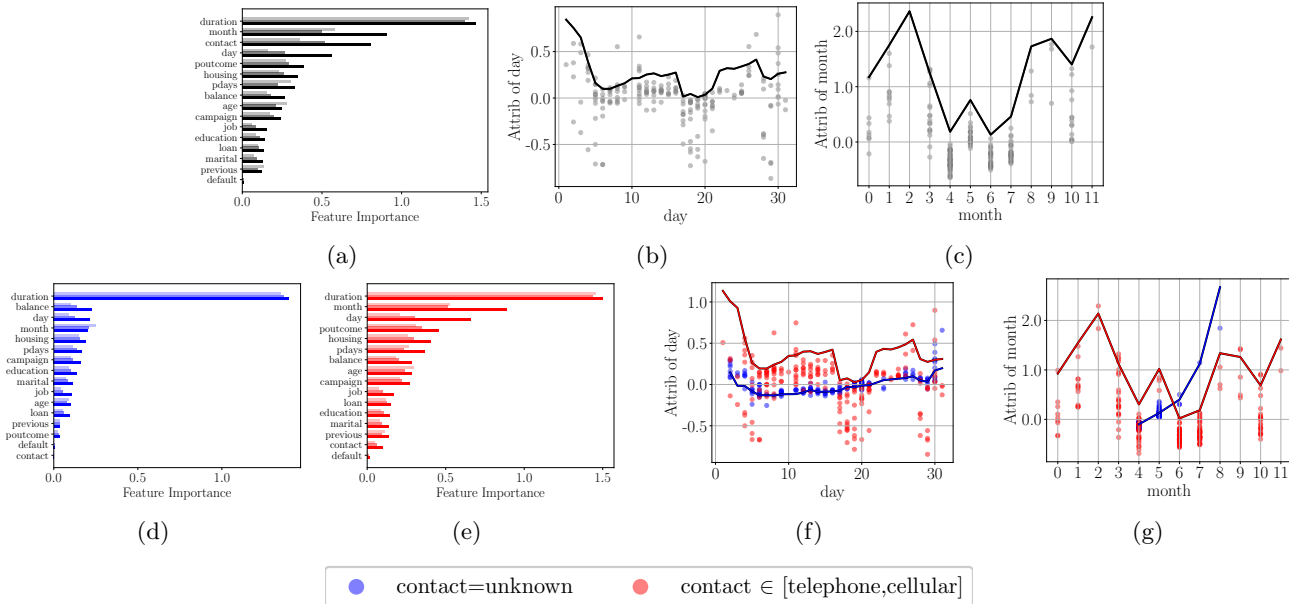 duration
month
contact
day
poutcome
housing
pdays
balance
age
campaign
job
education
loan
marital
previous
default
0.0 0.5 1.0 1.5
Feature Importance
(a)
Attrib of day
0.5
0.0
−0.5
0 10 20 30
day
(b)
Attrib of month
2.0
1.0
0.0
0 1 2 3 4 5 6 7 8 9 10 11
month
(c)
duration
balance
day
month
housing
pdays
campaign
education
marital
job
age
loan
previous
poutcome
default
contact
0.0 0.5 1.0
Feature Importance
(d)
duration
month
day
poutcome
housing
pdays
balance
age
campaign
job
loan
education
marital
previous
contact
default
0.0 0.5 1.0 1.5
Feature Importance
(e)
Attrib of day
1.0
0.5
0.0
−0.5
0 10 20 30
day
(f)
Attrib of month
2.0
1.0
0.0
0 1 2 3 4 5 6 7 8 9 10 11
month
(g)
contact=unknown
contact ∈ [telephone,cellular]